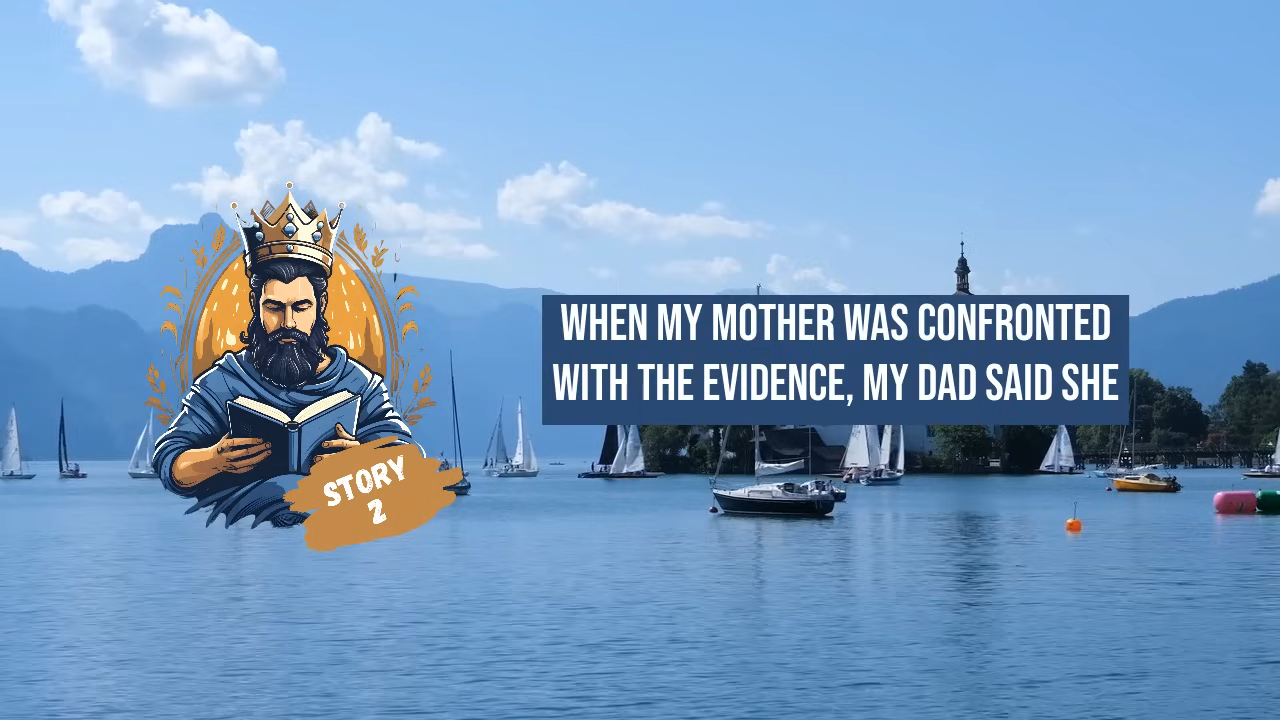 WHEN MY MOTHER WAS CONFRONTED
WITH THE EVIDENCE, MY DAD SAID SHE
STORY
2